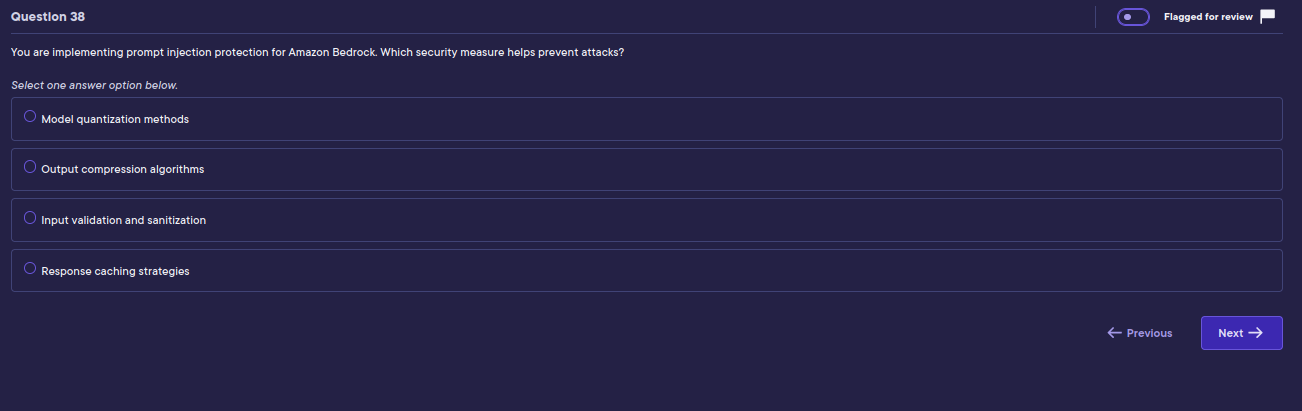 Question 38
Flagged for review
You are implementing prompt injection protection for Amazon Bedrock. Which security measure helps prevent attacks?
Select one answer option below.
Model quantization methods
Output compression algorithms
Input validation and sanitization
Response caching strategies
Previous
Next